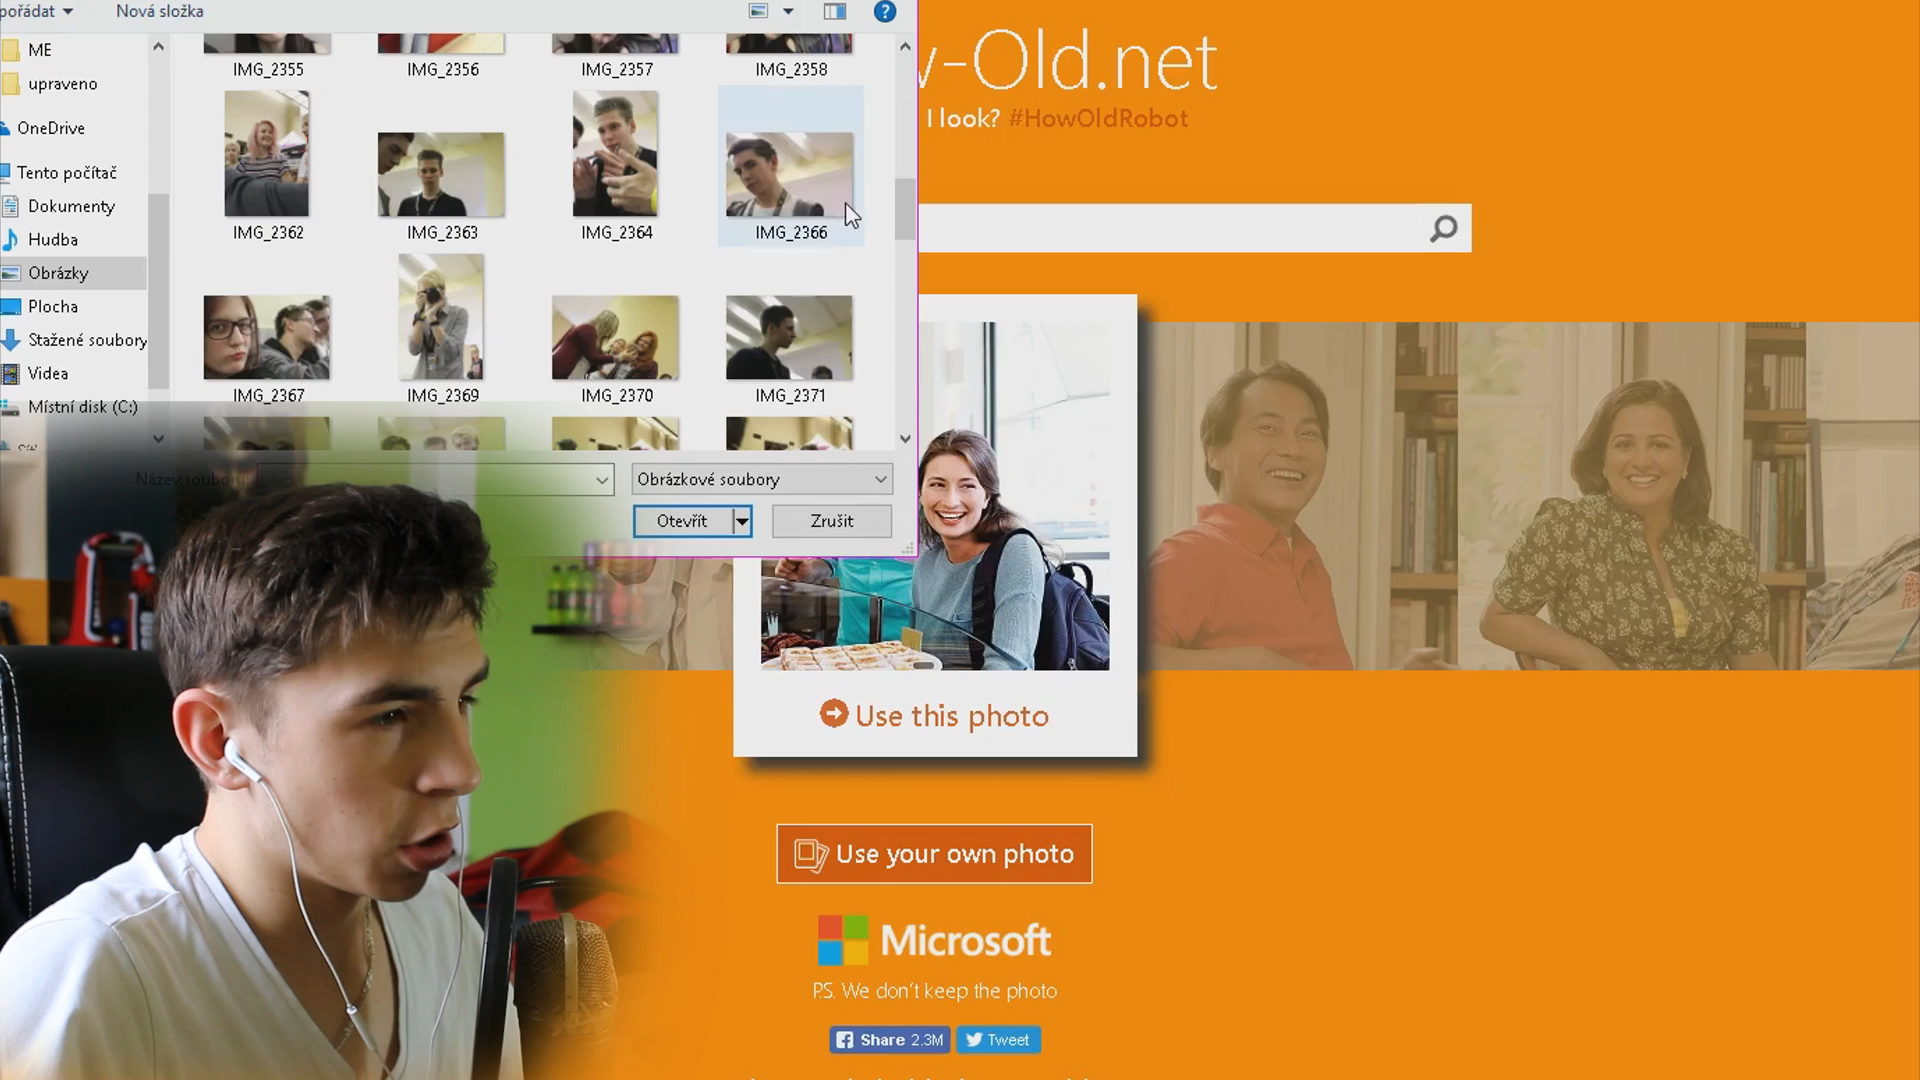 pořádat
Nová složka
ME
upraveno
OneDrive
Tento počítač
Dokumenty
Hudba
Obrázky
Plocha
Stažené soubory
Videa
Místní disk (C:)
IMG_2355
IMG_2356
IMG_2357
IMG_2358
IMG_2362
IMG_2363
IMG_2364
IMG_2366
IMG_2367
IMG_2369
IMG_2370
IMG_2371
Název souboru
Obrázkové soubory
Otevřít
Zrušit
w-Old.net
I look? #HowOldRobot
Use this photo
Use your own photo
Microsoft
P.S. We don't keep the photo
Share 2.3M
Tweet